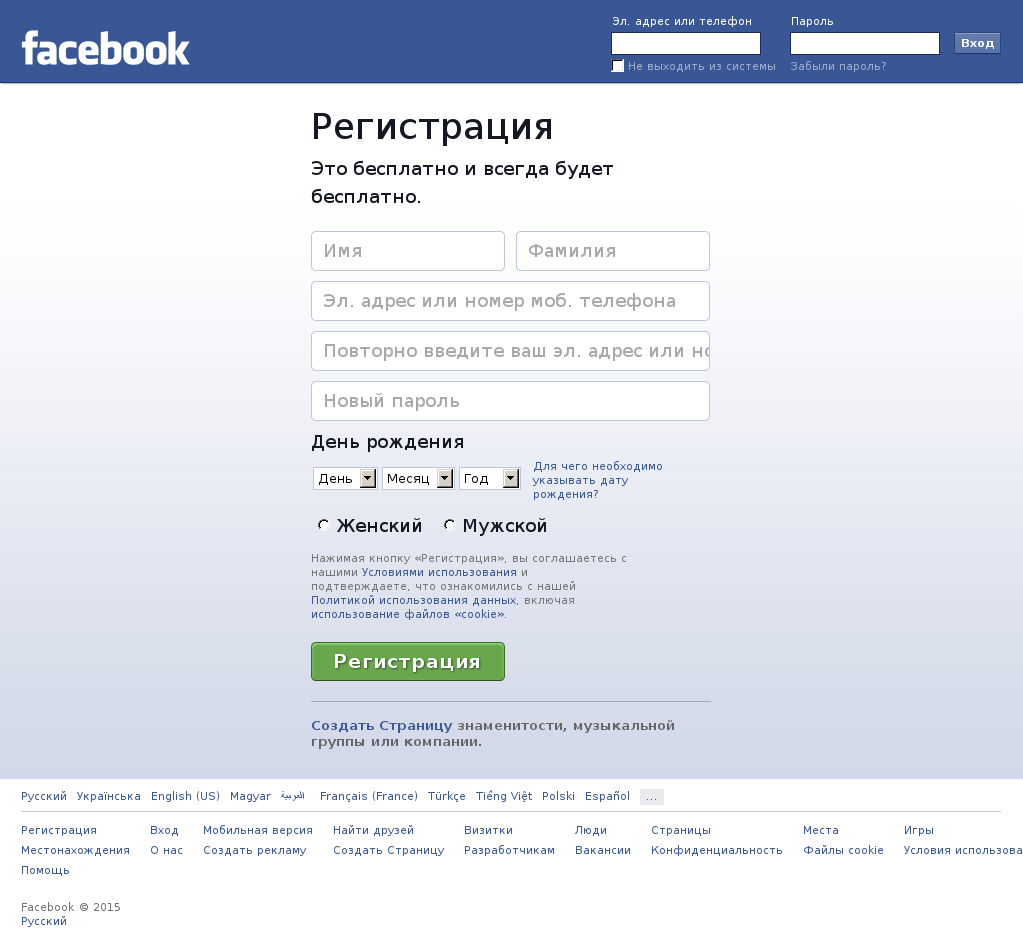 facebook
Эл. адрес или телефон
Пароль
Вход
Не выходить из системы
Забыли пароль?
Регистрация
Это бесплатно и всегда будет
бесплатно.
Имя
Фамилия
Эл. адрес или номер моб. телефона
Повторно введите ваш эл. адрес или но
Новый пароль
День рождения
День Месяц Год
Для чего необходимо
указывать дату
рождения?
Женский Мужской
Нажимая кнопку «Регистрация», вы соглашаетесь с
нашими Условиями использования и
подтверждаете, что ознакомились с нашей
Политикой использования данных, включая
использование файлов «cookie».
Регистрация
Создать Страницу знаменитости, музыкальной
группы или компании.
Русский Українська English (US) Magyar العربية Français (France) Türkçe Tiếng Việt Polski Español ...
Регистрация Вход Мобильная версия Найти друзей Визитки Люди Страницы Места Игры
Местонахождения О нас Создать рекламу Создать Страницу Разработчикам Вакансии Конфиденциальность Файлы cookie Условия использова
Помощь
Facebook © 2015
Русский